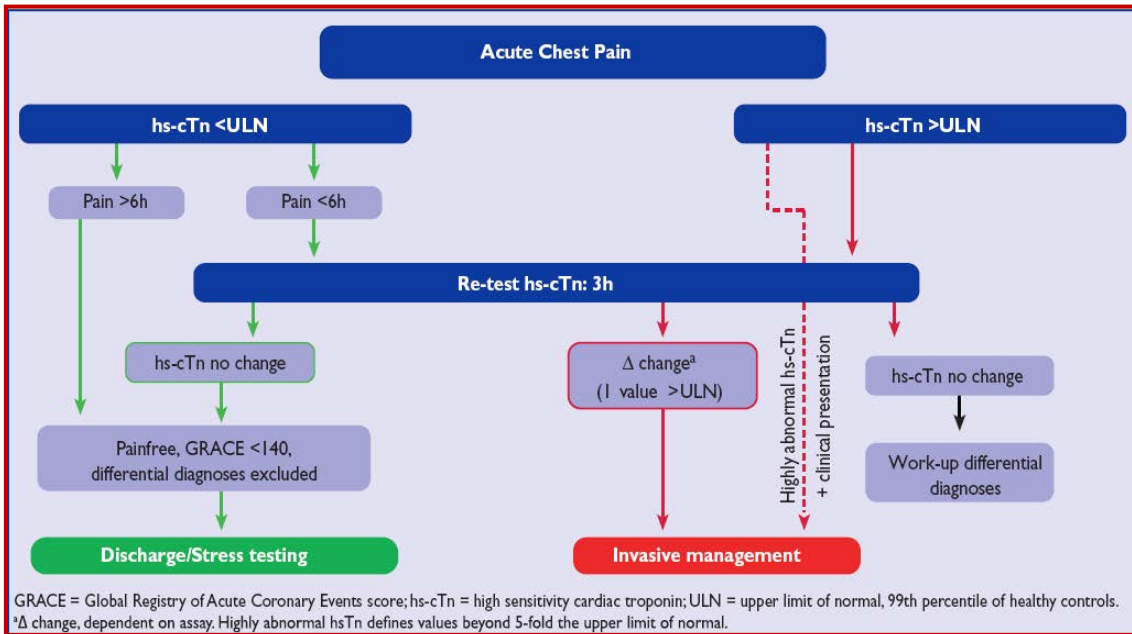 Acute Chest Pain
hs-cTn <ULN
hs-cTn >ULN
Pain >6h
Pain <6h
Re-test hs-cTn: 3h
hs-cTn no change
Δ changeᵃ
(1 value >ULN)
Highly abnormal hs-cTn
+ clinical presentation
hs-cTn no change
Painfree, GRACE <140,
differential diagnoses excluded
Work-up differential
diagnoses
Discharge/Stress testing
Invasive management
GRACE = Global Registry of Acute Coronary Events score; hs-cTn = high sensitivity cardiac troponin; ULN = upper limit of normal, 99th percentile of healthy controls.
ᵃΔ change, dependent on assay. Highly abnormal hsTn defines values beyond 5-fold the upper limit of normal.